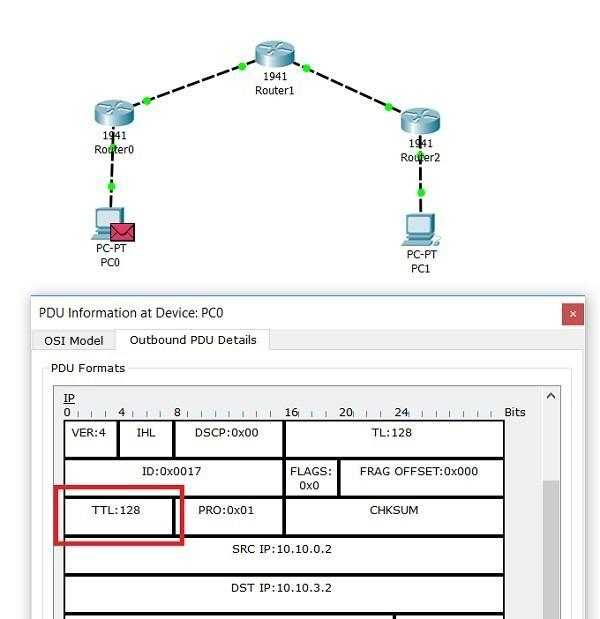 1941
Router1
1941
Router0
1941
Router2
PC-PT
PC0
PC-PT
PC1
PDU Information at Device: PC0
×
OSI Model
Outbound PDU Details
PDU Formats
IP
0 4 8 16 20 24 Bits
VER:4 IHL DSCP:0x00 TL:128
ID:0x0017 FLAGS: 0x0 FRAG OFFSET:0x000
TTL:128 PRO:0x01 CHKSUM
SRC IP:10.10.0.2
DST IP:10.10.3.2